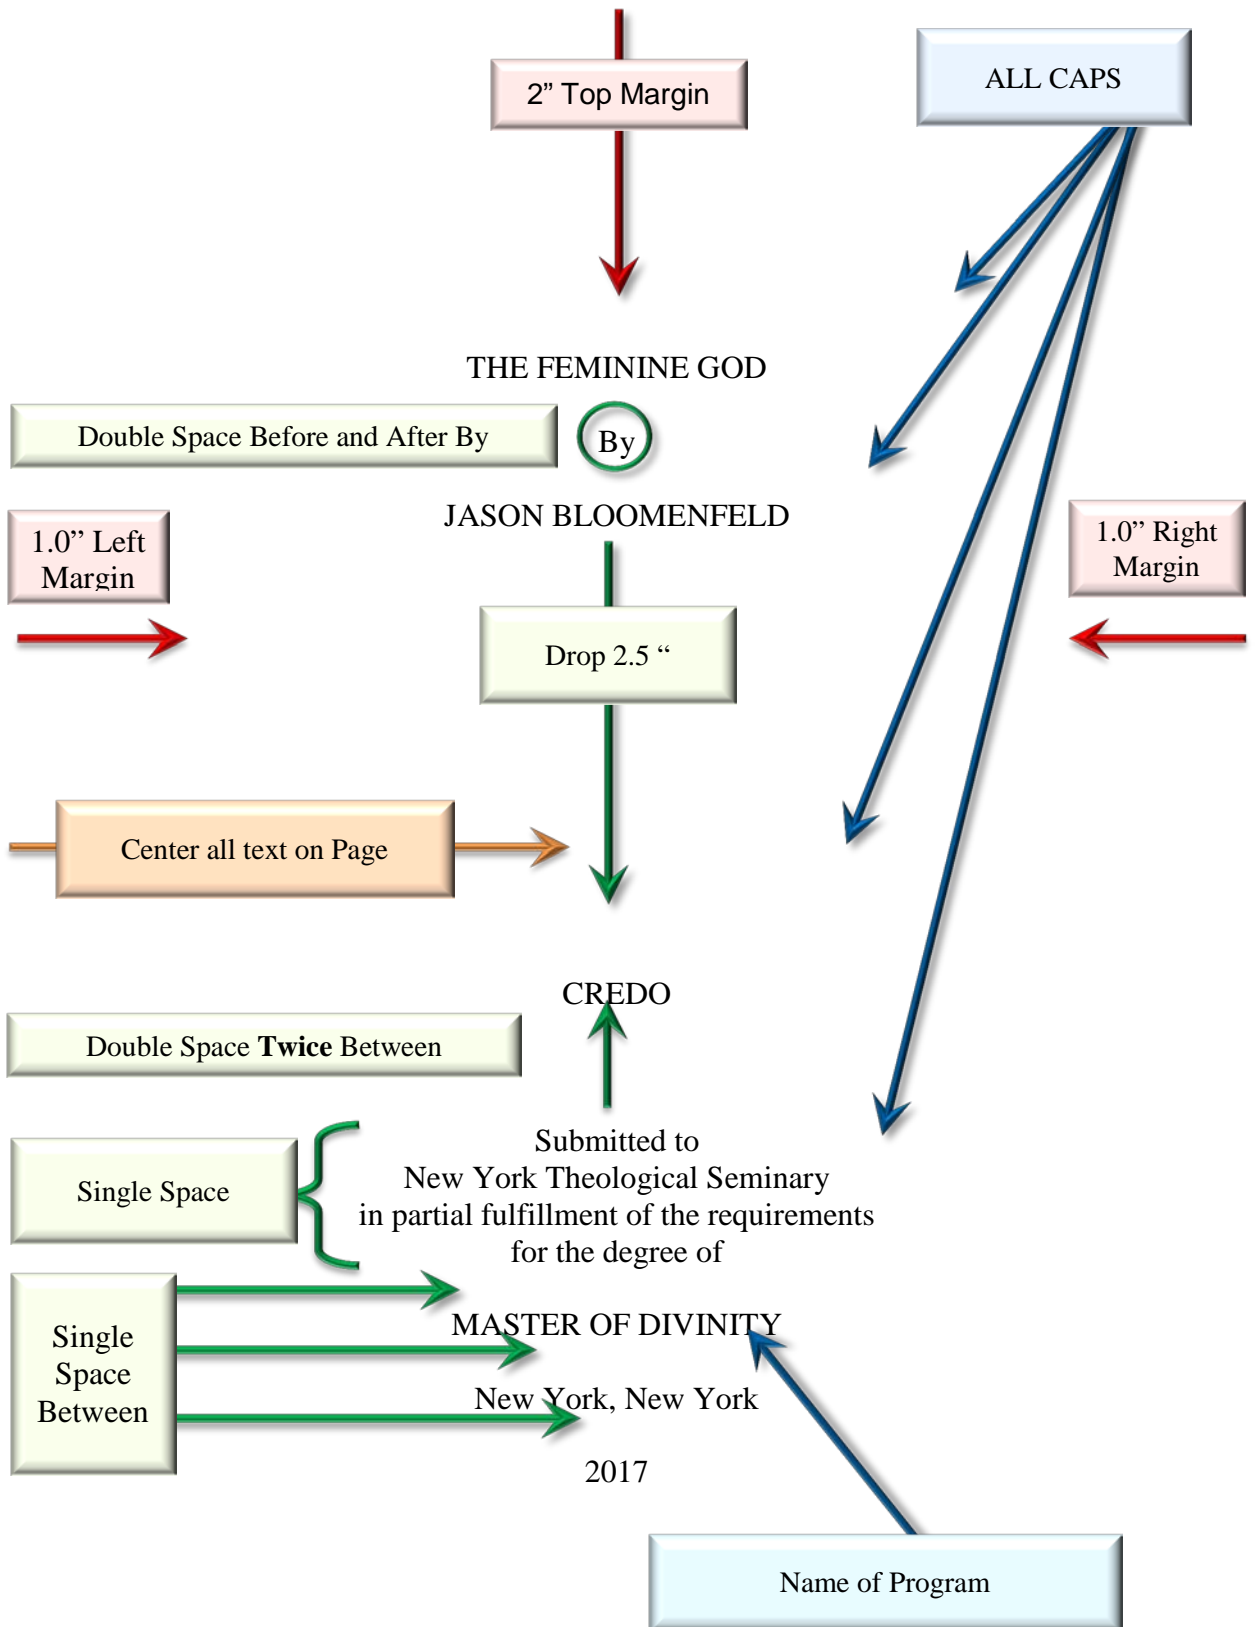 2” Top Margin
ALL CAPS
THE FEMININE GOD
Double Space Before and After By
By
JASON BLOOMENFELD
1.0” Left
Margin
1.0” Right
Margin
Drop 2.5 “
Center all text on Page
CREDO
Double Space Twice Between
Submitted to
New York Theological Seminary
in partial fulfillment of the requirements
for the degree of
Single Space
MASTER OF DIVINITY
Single
Space
Between
New York, New York
2017
Name of Program